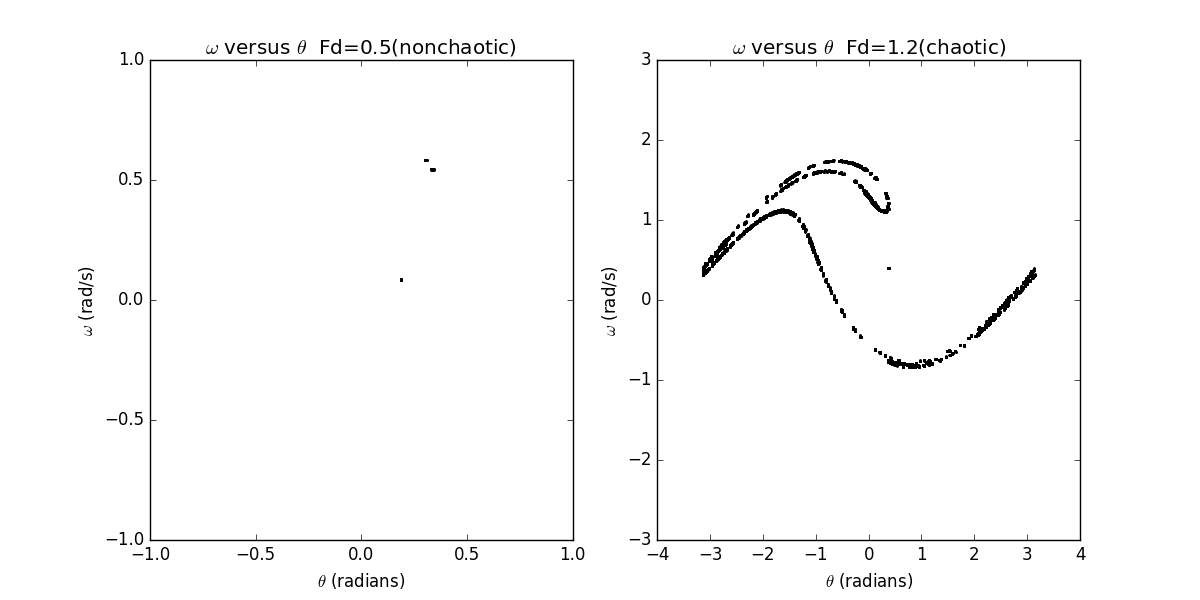 ω versus θ  Fd=0.5(nonchaotic)
1.0
0.5
0.0
−0.5
−1.0
ω (rad/s)
−1.0 −0.5 0.0 0.5 1.0
θ (radians)
ω versus θ  Fd=1.2(chaotic)
3
2
1
0
−1
−2
−3
ω (rad/s)
−4 −3 −2 −1 0 1 2 3 4
θ (radians)